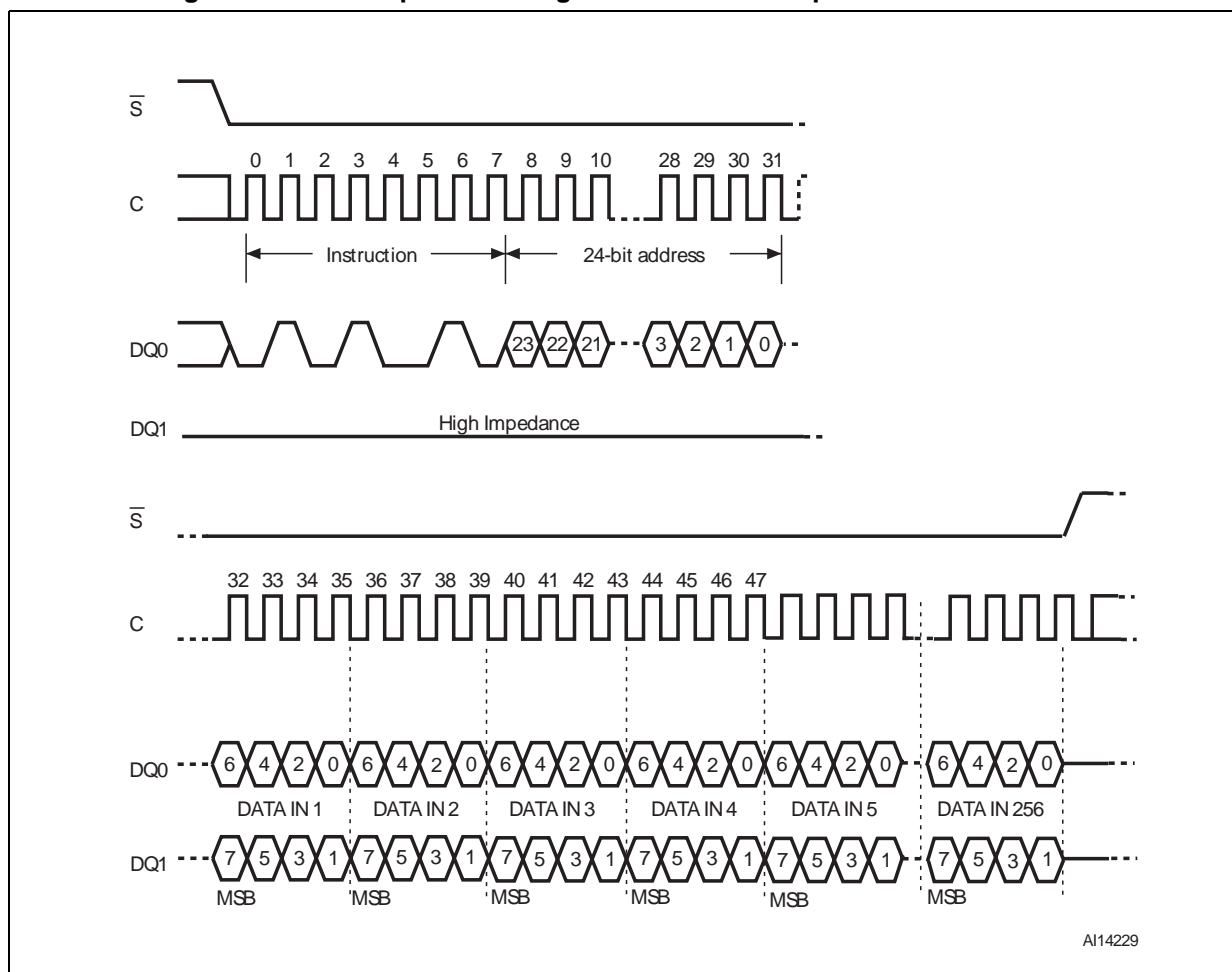 S
0 1 2 3 4 5 6 7 8 9 10 28 29 30 31
C
Instruction 24-bit address
DQ0 23 22 21 3 2 1 0
High Impedance
DQ1
S
32 33 34 35 36 37 38 39 40 41 42 43 44 45 46 47
C
DQ0 6 4 2 0 6 4 2 0 6 4 2 0 6 4 2 0 6 4 2 0 6 4 2 0
DATA IN 1 DATA IN 2 DATA IN 3 DATA IN 4 DATA IN 5 DATA IN 256
DQ1 7 5 3 1 7 5 3 1 7 5 3 1 7 5 3 1 7 5 3 1 7 5 3 1
MSB MSB MSB MSB MSB MSB
AI14229